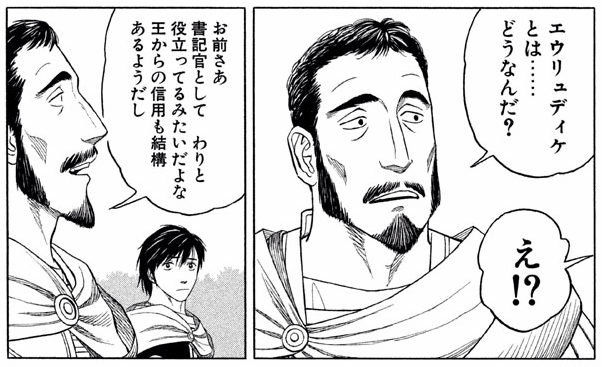 エウリュディケ
とは……
どうなんだ?
え!?
お前さあ
書記官として わりと
役立ってるみたいだよな
王からの信用も結構
あるようだし